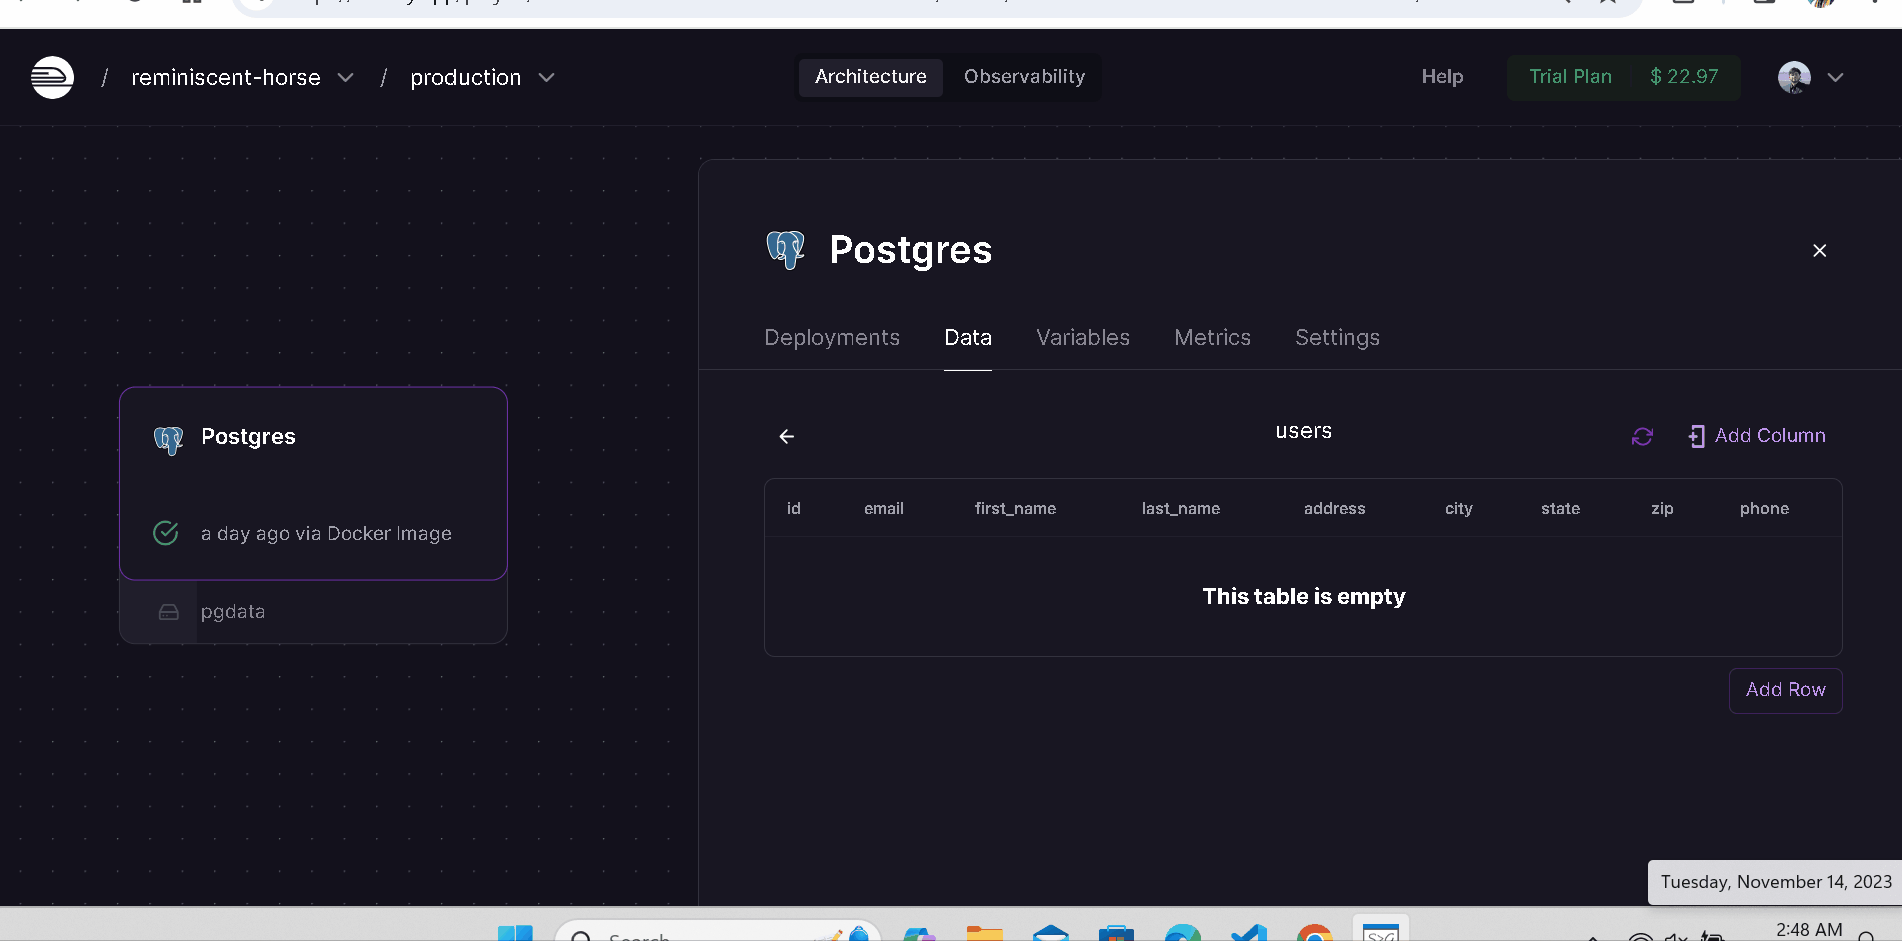 / reminiscent-horse / production Architecture Observability Help Trial Plan $ 22.97
Postgres
Deployments Data Variables Metrics Settings
Postgres
a day ago via Docker Image
pgdata
users Add Column
id email first_name last_name address city state zip phone
This table is empty
Add Row
Tuesday, November 14, 2023
Search
2:48 AM